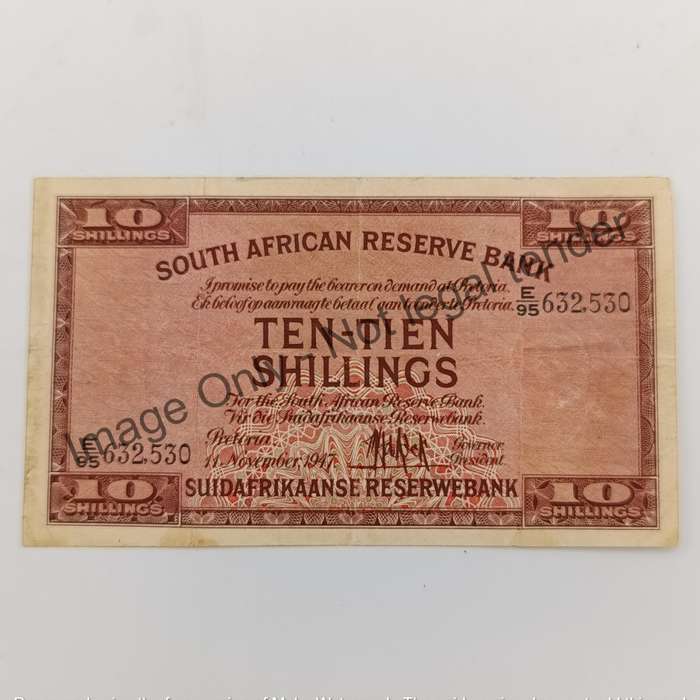 10 10
SHILLINGS SHILLINGS
SOUTH AFRICAN RESERVE BANK
I promise to pay the bearer on demand at Pretoria.
Ek beloof op aanvraag te betaal aan toonder te Pretoria.
E/95 632,530
TEN-TIEN
SHILLINGS
For the South African Reserve Bank.
Vir die Suidafrikaanse Reserwebank.
E/95 632,530
Pretoria
11 November, 1947.
Governor
President
SUIDAFRIKAANSE RESERWEBANK
10 10
SHILLINGS SHILLINGS
Image Only - Not legal tender